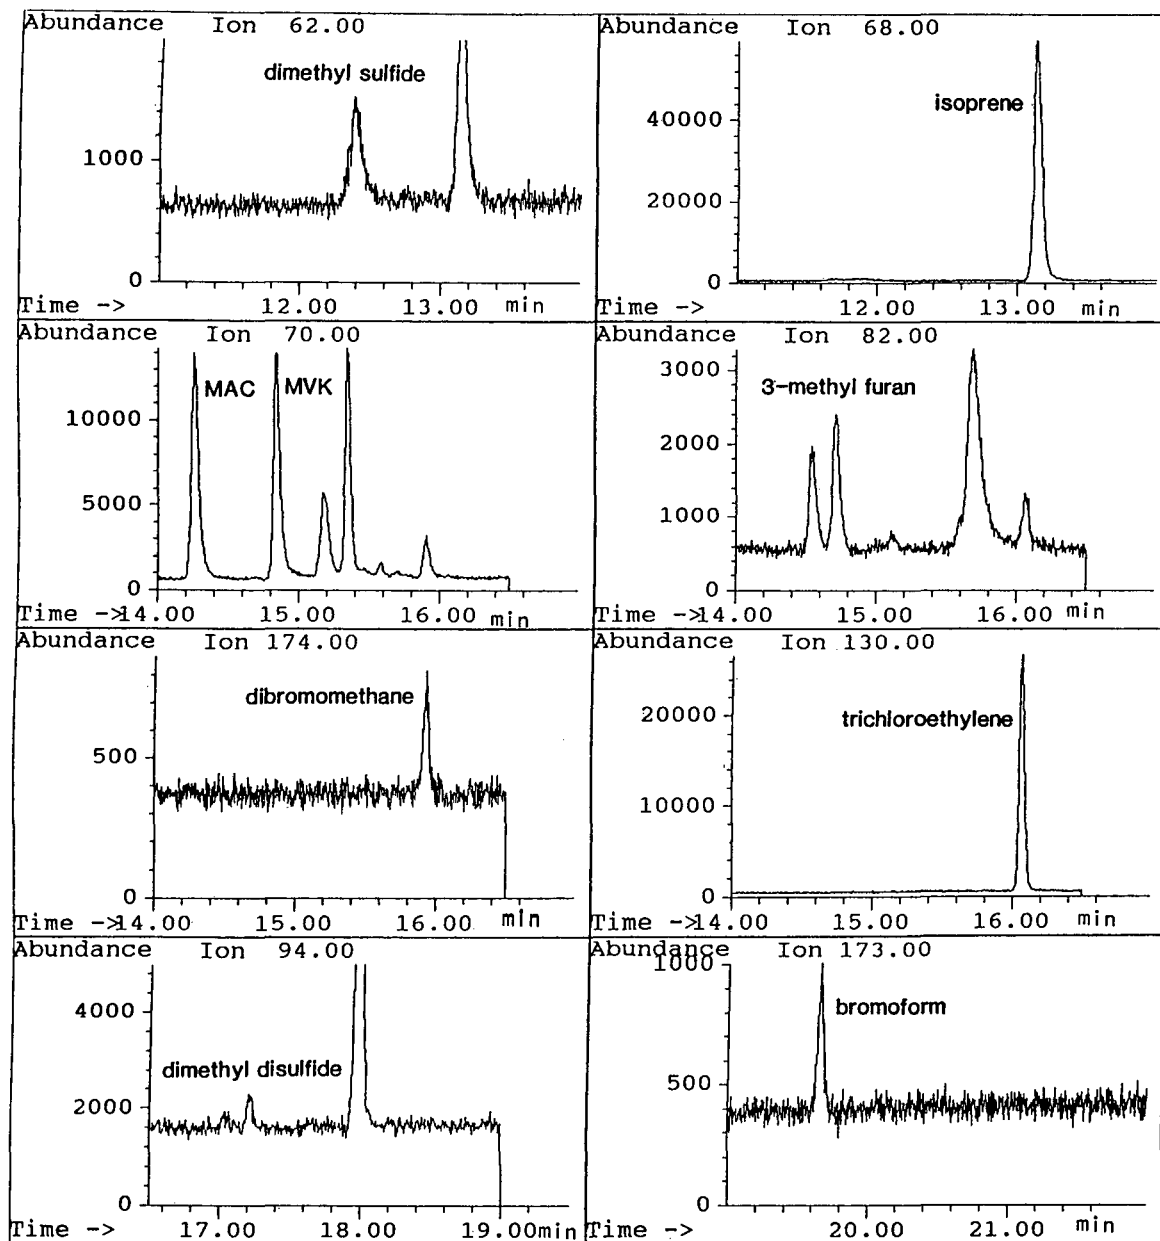 Abundance Ion 62.00
dimethyl sulfide
1000
0
Time -> 12.00 13.00 min
Abundance Ion 68.00
isoprene
40000
20000
0
12.00 13.00 min
Abundance Ion 70.00
MAC MVK
10000
5000
0
Time ->14.00 15.00 16.00 min
Abundance Ion 82.00
3-methyl furan
3000
2000
1000
0
14.00 15.00 16.00 min
Abundance Ion 174.00
dibromomethane
500
0
Time ->14.00 15.00 16.00 min
Abundance Ion 130.00
trichloroethylene
20000
10000
0
Time ->14.00 15.00 16.00 min
Abundance Ion 94.00
4000
dimethyl disulfide
2000
0
Time -> 17.00 18.00 19.00min
Abundance Ion 173.00
1000
bromoform
500
0
Time -> 20.00 21.00 min